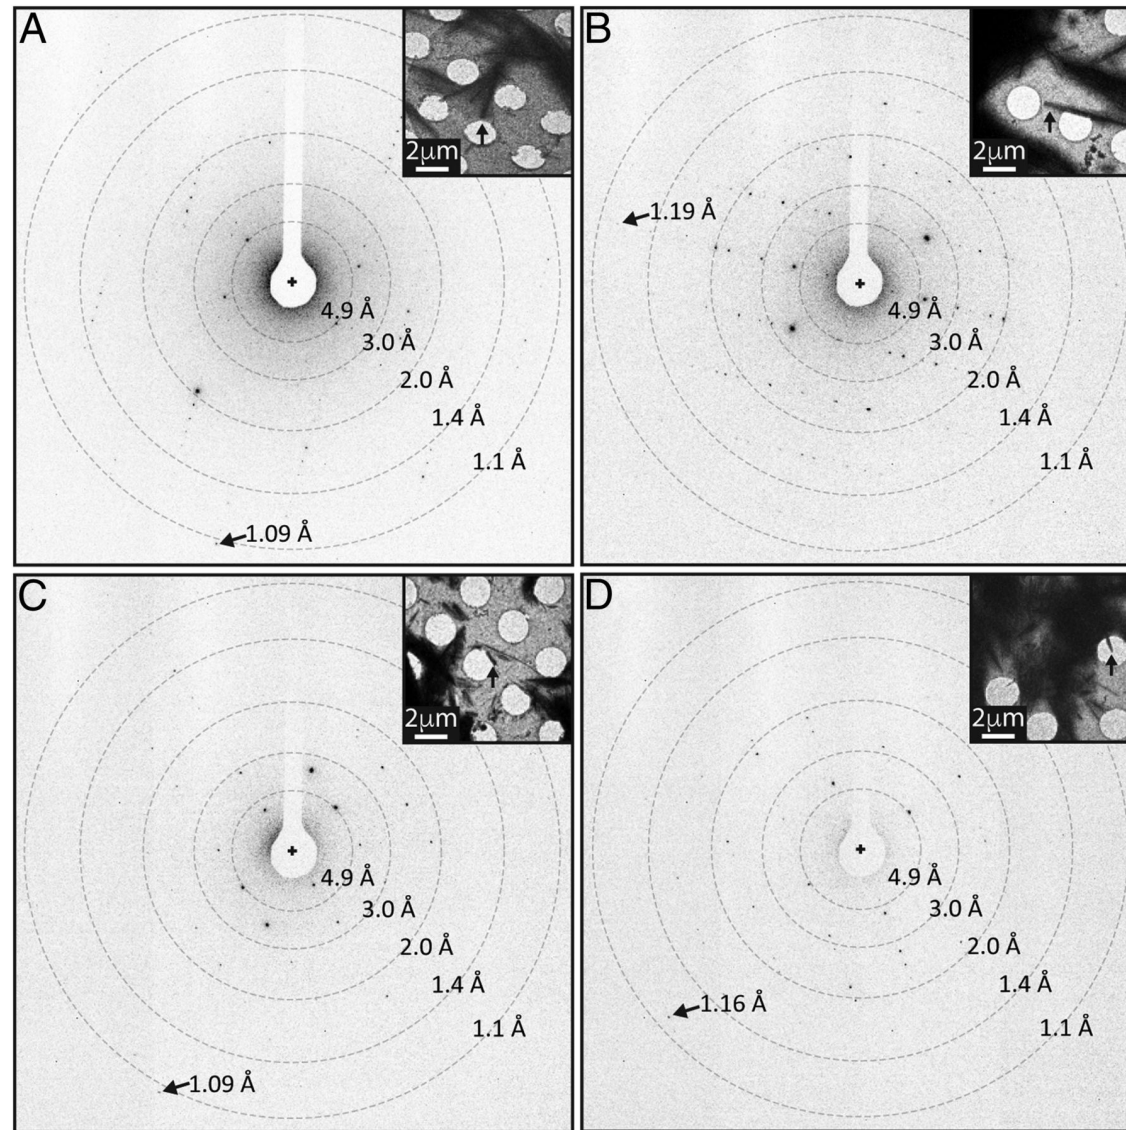 A
2μm
4.9 Å
3.0 Å
2.0 Å
1.4 Å
1.1 Å
1.09 Å
B
2μm
1.19 Å
4.9 Å
3.0 Å
2.0 Å
1.4 Å
1.1 Å
C
2μm
4.9 Å
3.0 Å
2.0 Å
1.4 Å
1.1 Å
1.09 Å
D
2μm
4.9 Å
3.0 Å
2.0 Å
1.16 Å
1.4 Å
1.1 Å